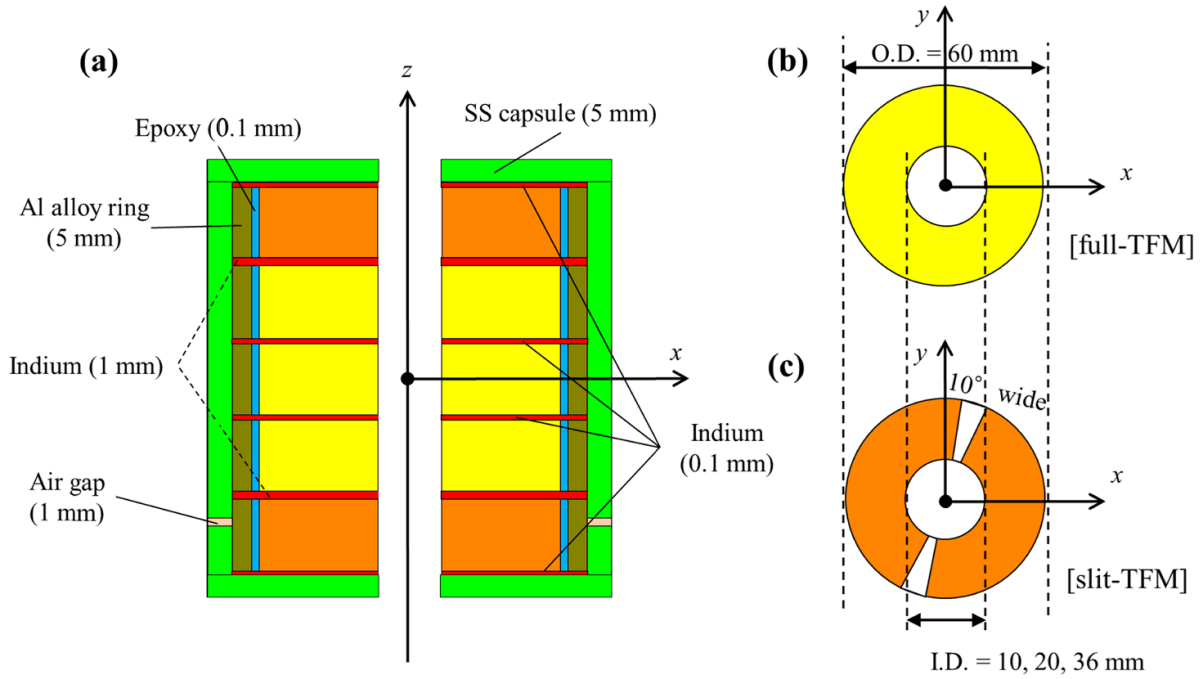 (a)
z
Epoxy (0.1 mm)
SS capsule (5 mm)
Al alloy ring
(5 mm)
Indium (1 mm)
x
Indium
(0.1 mm)
Air gap
(1 mm)
(b)
y
O.D. = 60 mm
x
[full-TFM]
(c)
y
10° wide
x
[slit-TFM]
I.D. = 10, 20, 36 mm